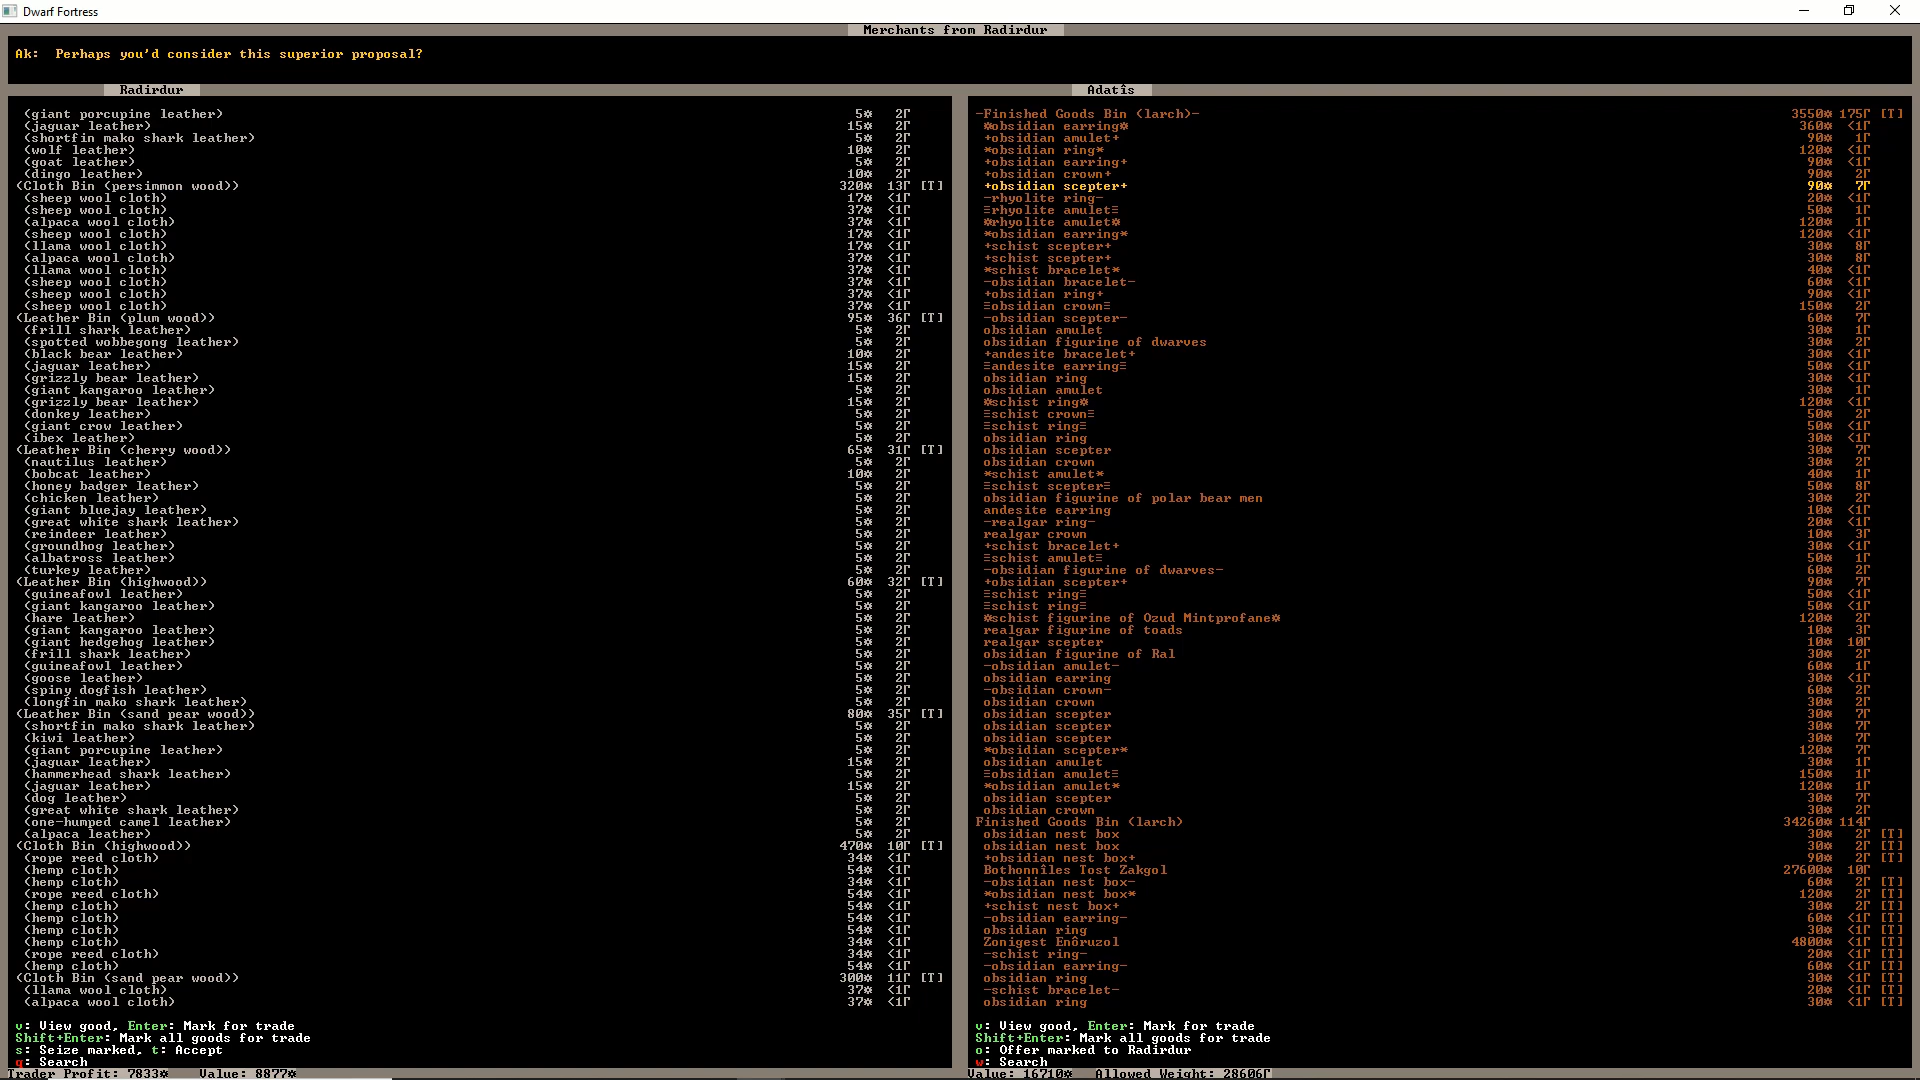 Dwarf Fortress
Merchants from Radirdur
Ak: Perhaps you'd consider this superior proposal?
Radirdur
(giant porcupine leather) 5☼ 2Γ
(jaguar leather) 15☼ 2Γ
(shortfin mako shark leather) 5☼ 2Γ
(wolf leather) 10☼ 2Γ
(goat leather) 5☼ 2Γ
(dingo leather) 10☼ 2Γ
(Cloth Bin (persimmon wood)) 320☼ 13Γ [T]
(sheep wool cloth) 17☼ <1Γ
(sheep wool cloth) 37☼ <1Γ
(alpaca wool cloth) 37☼ <1Γ
(sheep wool cloth) 17☼ <1Γ
(llama wool cloth) 17☼ <1Γ
(alpaca wool cloth) 37☼ <1Γ
(llama wool cloth) 37☼ <1Γ
(sheep wool cloth) 37☼ <1Γ
(sheep wool cloth) 37☼ <1Γ
(sheep wool cloth) 37☼ <1Γ
(Leather Bin (plum wood)) 95☼ 36Γ [T]
(frill shark leather) 5☼ 2Γ
(spotted wobbegong leather) 5☼ 2Γ
(black bear leather) 10☼ 2Γ
(jaguar leather) 15☼ 2Γ
(grizzly bear leather) 15☼ 2Γ
(giant kangaroo leather) 5☼ 2Γ
(grizzly bear leather) 15☼ 2Γ
(donkey leather) 5☼ 2Γ
(giant crow leather) 5☼ 2Γ
(ibex leather) 5☼ 2Γ
(Leather Bin (cherry wood)) 65☼ 31Γ [T]
(nautilus leather) 5☼ 2Γ
(bobcat leather) 10☼ 2Γ
(honey badger leather) 5☼ 2Γ
(chicken leather) 5☼ 2Γ
(giant bluejay leather) 5☼ 2Γ
(great white shark leather) 5☼ 2Γ
(reindeer leather) 5☼ 2Γ
(groundhog leather) 5☼ 2Γ
(albatross leather) 5☼ 2Γ
(turkey leather) 5☼ 2Γ
(Leather Bin (highwood)) 60☼ 32Γ [T]
(guineafowl leather) 5☼ 2Γ
(giant kangaroo leather) 5☼ 2Γ
(hare leather) 5☼ 2Γ
(giant kangaroo leather) 5☼ 2Γ
(giant hedgehog leather) 5☼ 2Γ
(frill shark leather) 5☼ 2Γ
(guineafowl leather) 5☼ 2Γ
(goose leather) 5☼ 2Γ
(spiny dogfish leather) 5☼ 2Γ
(longfin mako shark leather) 5☼ 2Γ
(Leather Bin (sand pear wood)) 80☼ 35Γ [T]
(shortfin mako shark leather) 5☼ 2Γ
(kiwi leather) 5☼ 2Γ
(giant porcupine leather) 5☼ 2Γ
(jaguar leather) 15☼ 2Γ
(hammerhead shark leather) 5☼ 2Γ
(jaguar leather) 15☼ 2Γ
(dog leather) 5☼ 2Γ
(great white shark leather) 5☼ 2Γ
(one-humped camel leather) 5☼ 2Γ
(alpaca leather) 5☼ 2Γ
(Cloth Bin (highwood)) 470☼ 10Γ [T]
(rope reed cloth) 34☼ <1Γ
(hemp cloth) 54☼ <1Γ
(hemp cloth) 34☼ <1Γ
(rope reed cloth) 54☼ <1Γ
(hemp cloth) 54☼ <1Γ
(hemp cloth) 54☼ <1Γ
(hemp cloth) 54☼ <1Γ
(hemp cloth) 34☼ <1Γ
(rope reed cloth) 34☼ <1Γ
(hemp cloth) 54☼ <1Γ
(Cloth Bin (sand pear wood)) 300☼ 11Γ [T]
(llama wool cloth) 37☼ <1Γ
(alpaca wool cloth) 37☼ <1Γ
v: View good, Enter: Mark for trade
Shift+Enter: Mark all goods for trade
s: Seize marked, t: Accept
q: Search
Trader Profit: 7833☼ Value: 8877☼
Adatîs
-Finished Goods Bin (larch)- 3550☼ 175Γ [T]
☼obsidian earring☼ 360☼ <1Γ
+obsidian amulet+ 90☼ 1Γ
*obsidian ring* 120☼ <1Γ
+obsidian earring+ 90☼ <1Γ
+obsidian crown+ 90☼ 2Γ
+obsidian scepter+ 90☼ 7Γ
-rhyolite ring- 20☼ <1Γ
≡rhyolite amulet≡ 50☼ 1Γ
☼rhyolite amulet☼ 120☼ 1Γ
*obsidian earring* 120☼ <1Γ
+schist scepter+ 30☼ 8Γ
+schist scepter+ 30☼ 8Γ
*schist bracelet* 40☼ <1Γ
-obsidian bracelet- 60☼ <1Γ
+obsidian ring+ 90☼ <1Γ
≡obsidian crown≡ 150☼ 2Γ
-obsidian scepter- 60☼ 7Γ
obsidian amulet 30☼ 1Γ
obsidian figurine of dwarves 30☼ 2Γ
+andesite bracelet+ 30☼ <1Γ
≡andesite earring≡ 50☼ <1Γ
obsidian ring 30☼ <1Γ
obsidian amulet 30☼ 1Γ
☼schist ring☼ 120☼ <1Γ
≡schist crown≡ 50☼ 2Γ
≡schist ring≡ 50☼ <1Γ
obsidian ring 30☼ <1Γ
obsidian scepter 30☼ 7Γ
obsidian crown 30☼ 2Γ
*schist amulet* 40☼ 1Γ
≡schist scepter≡ 50☼ 8Γ
obsidian figurine of polar bear men 30☼ 2Γ
andesite earring 10☼ <1Γ
-realgar ring- 20☼ <1Γ
realgar crown 10☼ 3Γ
+schist bracelet+ 30☼ <1Γ
≡schist amulet≡ 50☼ 1Γ
-obsidian figurine of dwarves- 60☼ 2Γ
+obsidian scepter+ 90☼ 7Γ
≡schist ring≡ 50☼ <1Γ
≡schist ring≡ 50☼ <1Γ
☼schist figurine of Ozud Mintprofane☼ 120☼ 2Γ
realgar figurine of toads 10☼ 3Γ
realgar scepter 10☼ 10Γ
obsidian figurine of Ral 30☼ 2Γ
-obsidian amulet- 60☼ 1Γ
obsidian earring 30☼ <1Γ
-obsidian crown- 60☼ 2Γ
obsidian crown 30☼ 2Γ
obsidian scepter 30☼ 7Γ
obsidian scepter 30☼ 7Γ
obsidian scepter 30☼ 7Γ
*obsidian scepter* 120☼ 7Γ
obsidian amulet 30☼ 1Γ
≡obsidian amulet≡ 150☼ 1Γ
*obsidian amulet* 120☼ 1Γ
obsidian scepter 30☼ 7Γ
obsidian crown 30☼ 2Γ
Finished Goods Bin (larch) 34260☼ 114Γ
obsidian nest box 30☼ 2Γ [T]
obsidian nest box 30☼ 2Γ [T]
+obsidian nest box+ 90☼ 2Γ [T]
Bothonnîles Tost Zakgol 27600☼ 10Γ
-obsidian nest box- 60☼ 2Γ [T]
*obsidian nest box* 120☼ 2Γ [T]
+schist nest box+ 30☼ 2Γ [T]
-obsidian earring- 60☼ <1Γ [T]
obsidian ring 30☼ <1Γ [T]
Zonigest Enôruzol 4800☼ <1Γ [T]
-schist ring- 20☼ <1Γ [T]
-obsidian earring- 60☼ <1Γ [T]
obsidian ring 30☼ <1Γ [T]
-schist bracelet- 20☼ <1Γ [T]
obsidian ring 30☼ <1Γ [T]
v: View good, Enter: Mark for trade
Shift+Enter: Mark all goods for trade
o: Offer marked to Radirdur
w: Search
Value: 16710☼ Allowed Weight: 28606Γ